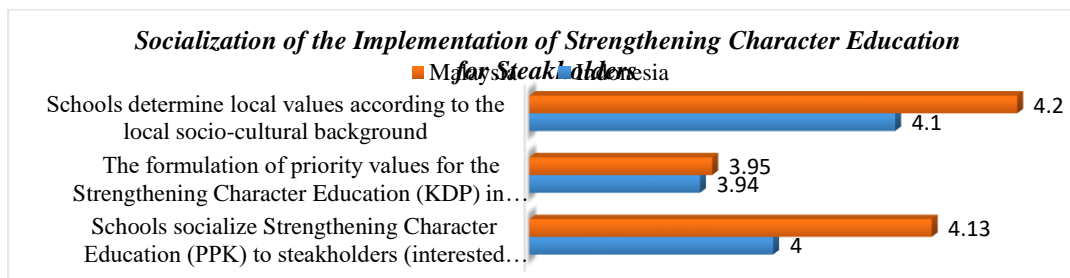 Socialization of the Implementation of Strengthening Character Education
for Steakholders
Malaysia Indonesia
Schools determine local values according to the
local socio-cultural background
4.2
4.1
The formulation of priority values for the
Strengthening Character Education (KDP) in…
3.95
3.94
Schools socialize Strengthening Character
Education (PPK) to steakholders (interested…
4.13
4